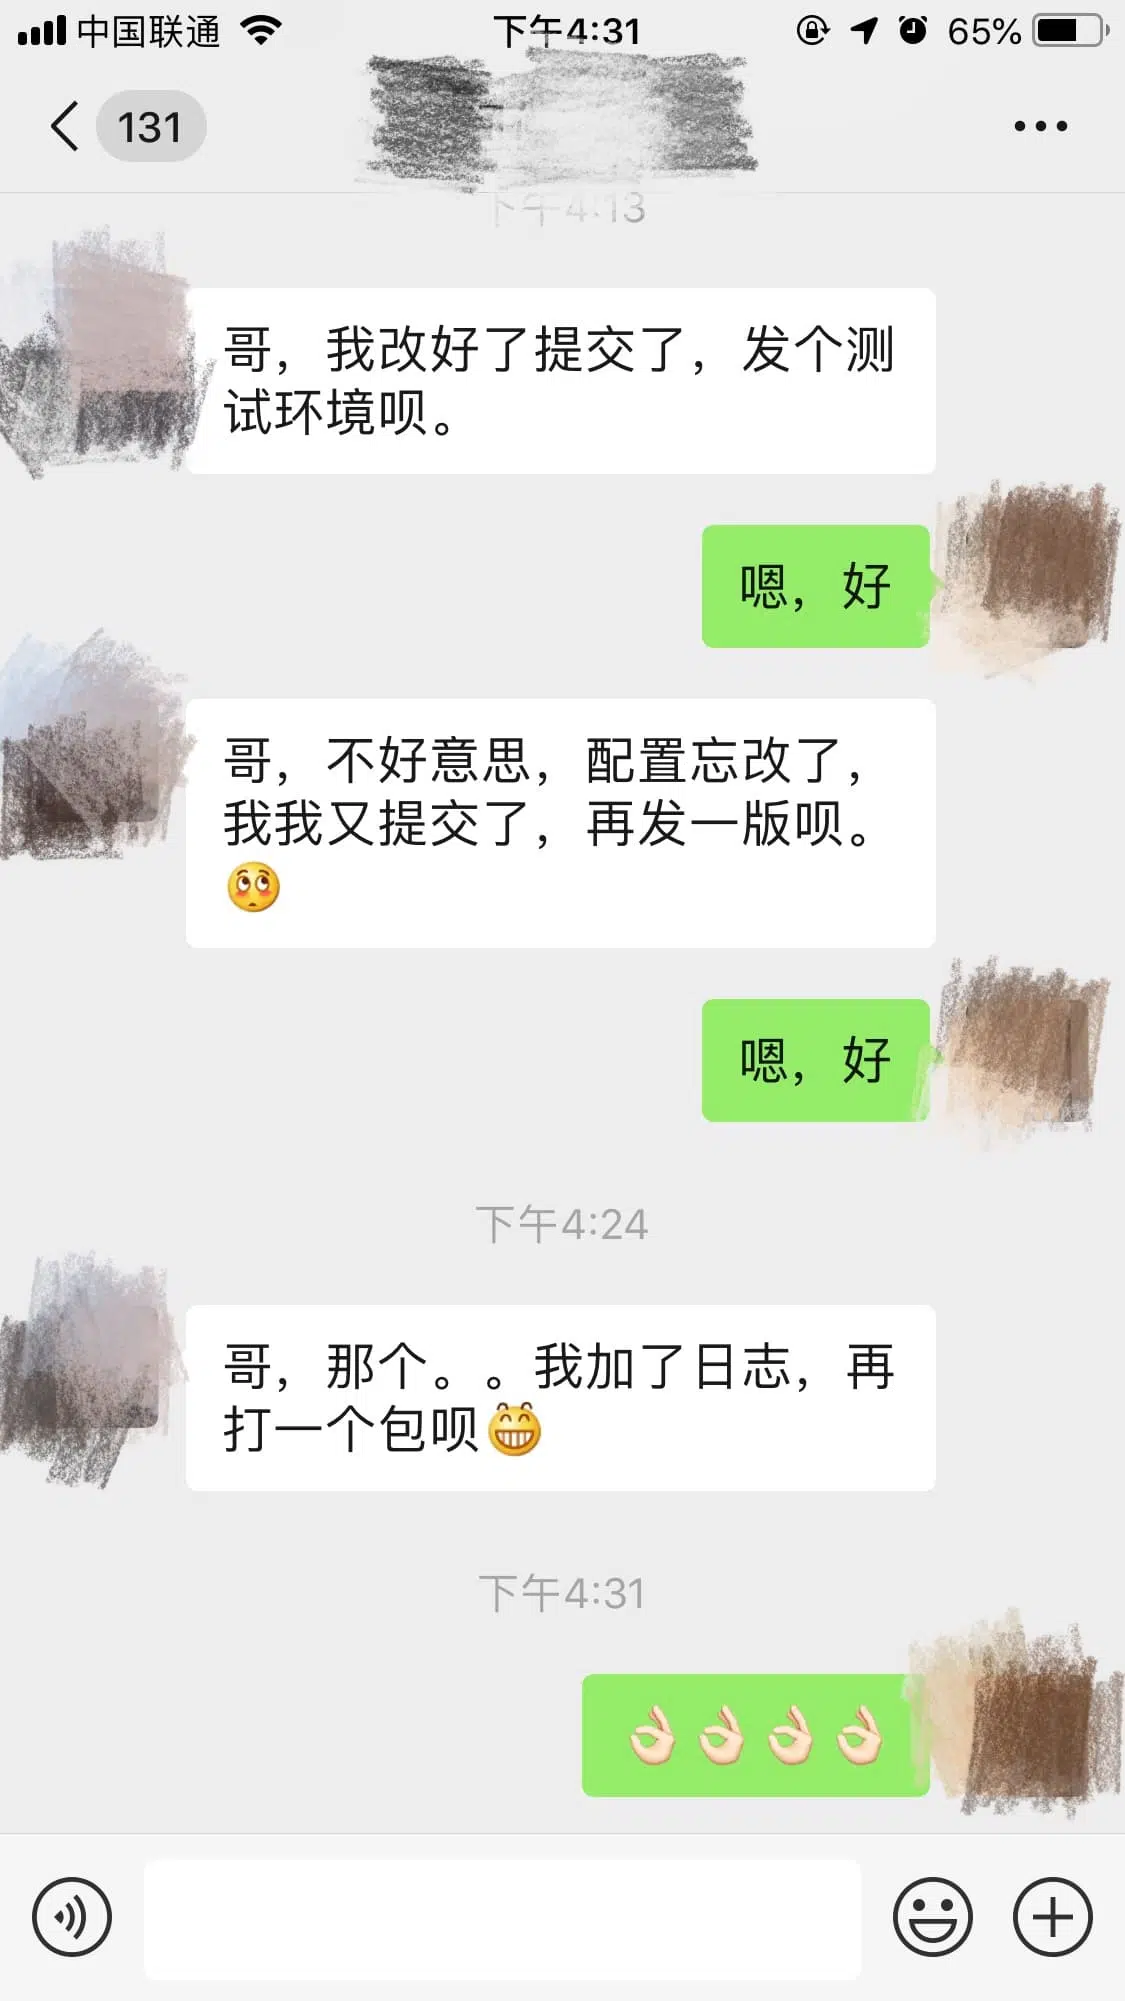 中国联通 下午4:31 65%
131
下午4:13
哥，我改好了提交了，发个测
试环境呗。
嗯，好
哥，不好意思，配置忘改了，
我我又提交了，再发一版呗。
嗯，好
下午4:24
哥，那个。。我加了日志，再
打一个包呗
下午4:31